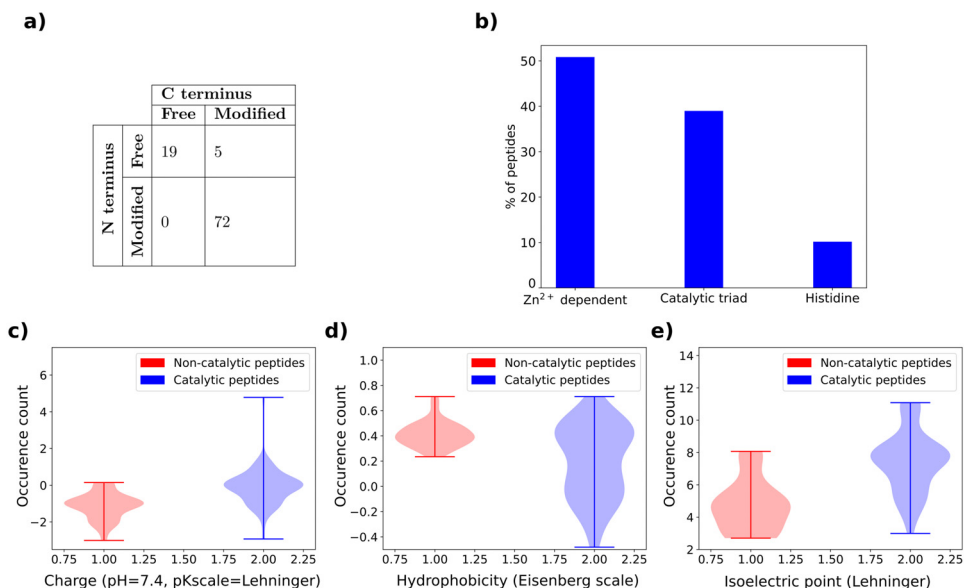 a)
C terminus
Free Modified
N terminus
Free
19 5
Modified
0 72
b)
% of peptides
50
40
30
20
10
0
Zn2+ dependent Catalytic triad Histidine
c)
Non-catalytic peptides
Catalytic peptides
Occurence count
6
4
2
0
−2
0.75 1.00 1.25 1.50 1.75 2.00 2.25
Charge (pH=7.4, pKscale=Lehninger)
d)
Non-catalytic peptides
Catalytic peptides
Occurence count
1.0
0.8
0.6
0.4
0.2
0.0
−0.2
−0.4
0.75 1.00 1.25 1.50 1.75 2.00 2.25
Hydrophobicity (Eisenberg scale)
e)
Non-catalytic peptides
Catalytic peptides
Occurence count
14
12
10
8
6
4
2
0.75 1.00 1.25 1.50 1.75 2.00 2.25
Isoelectric point (Lehninger)